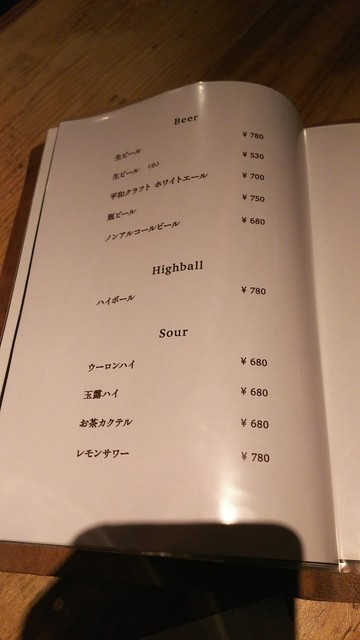 Beer
生ビール ¥ 780
生ビール 〈小〉 ¥ 530
平和クラフト ホワイトエール ¥ 700
瓶ビール ¥ 750
ノンアルコールビール ¥ 680
Highball
ハイボール ¥ 780
Sour
ウーロンハイ ¥ 680
玉露ハイ ¥ 680
お茶カクテル ¥ 680
レモンサワー ¥ 780